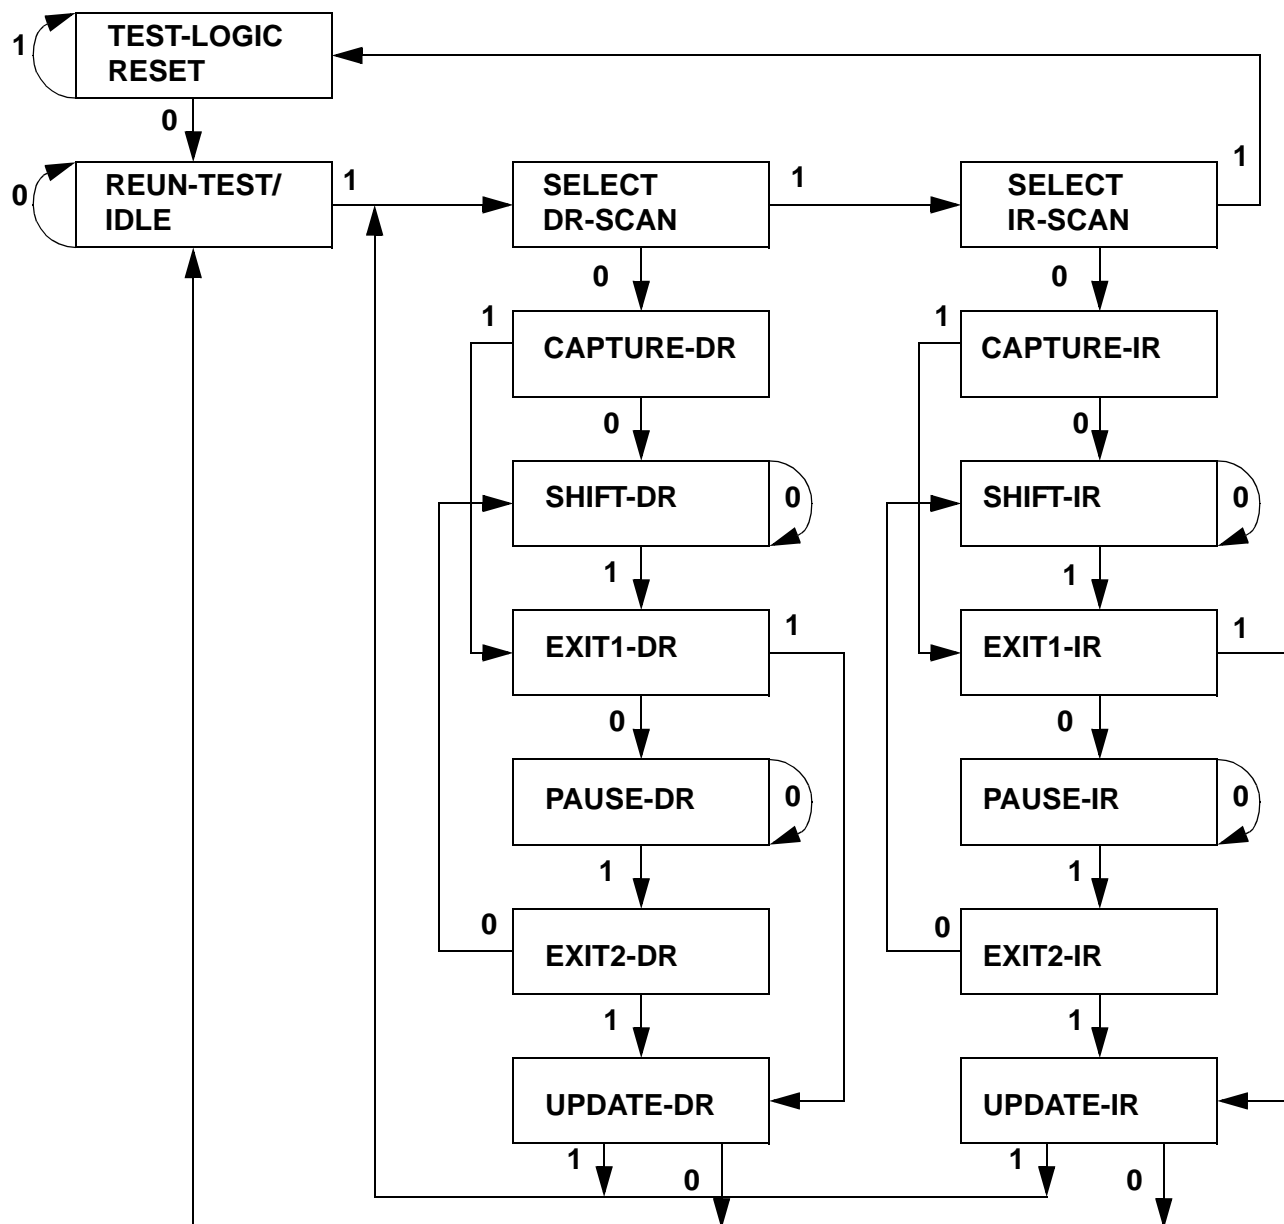 TEST-LOGIC
RESET
1
0
REUN-TEST/
IDLE
0
1
SELECT
DR-SCAN
1
SELECT
IR-SCAN
1
0
0
1
CAPTURE-DR
1
CAPTURE-IR
0
0
SHIFT-DR
0
SHIFT-IR
0
1
1
EXIT1-DR
1
EXIT1-IR
1
0
0
PAUSE-DR
0
PAUSE-IR
0
1
1
0
EXIT2-DR
0
EXIT2-IR
1
1
UPDATE-DR
UPDATE-IR
1
0
1
0